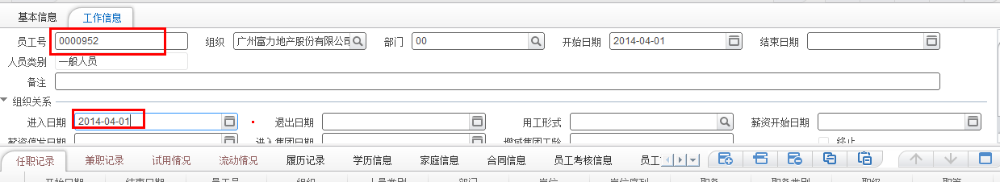 基本信息 工作信息
员工号 0000952 组织 广州富力地产股份有限公司 部门 00 开始日期 2014-04-01 结束日期
人员类别 一般人员
备注
组织关系
进入日期 2014-04-01 退出日期 用工形式 薪资开始日期
薪资停发日期 进入集团日期 增减集团工龄 终止
任职记录 兼职记录 试用情况 流动情况 履历记录 学历信息 家庭信息 合同信息 员工考核信息 员工
开始日期 结束日期 员工号 组织 人员类别 部门 岗位 岗位序列 职务 职务类别 职级 职等